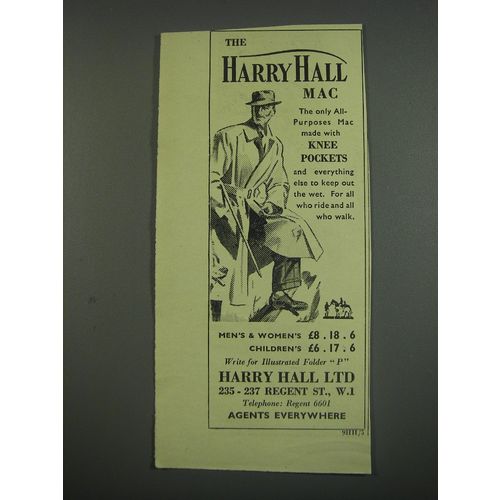 THE
HARRY HALL
MAC
The only All-
Purposes Mac
made with
KNEE
POCKETS
and everything
else to keep out
the wet. For all
who ride and all
who walk.
MEN'S & WOMEN'S £8.18.6
CHILDREN'S £6.17.6
Write for Illustrated Folder "P"
HARRY HALL LTD
235-237 REGENT ST., W.1
Telephone: Regent 6601
AGENTS EVERYWHERE